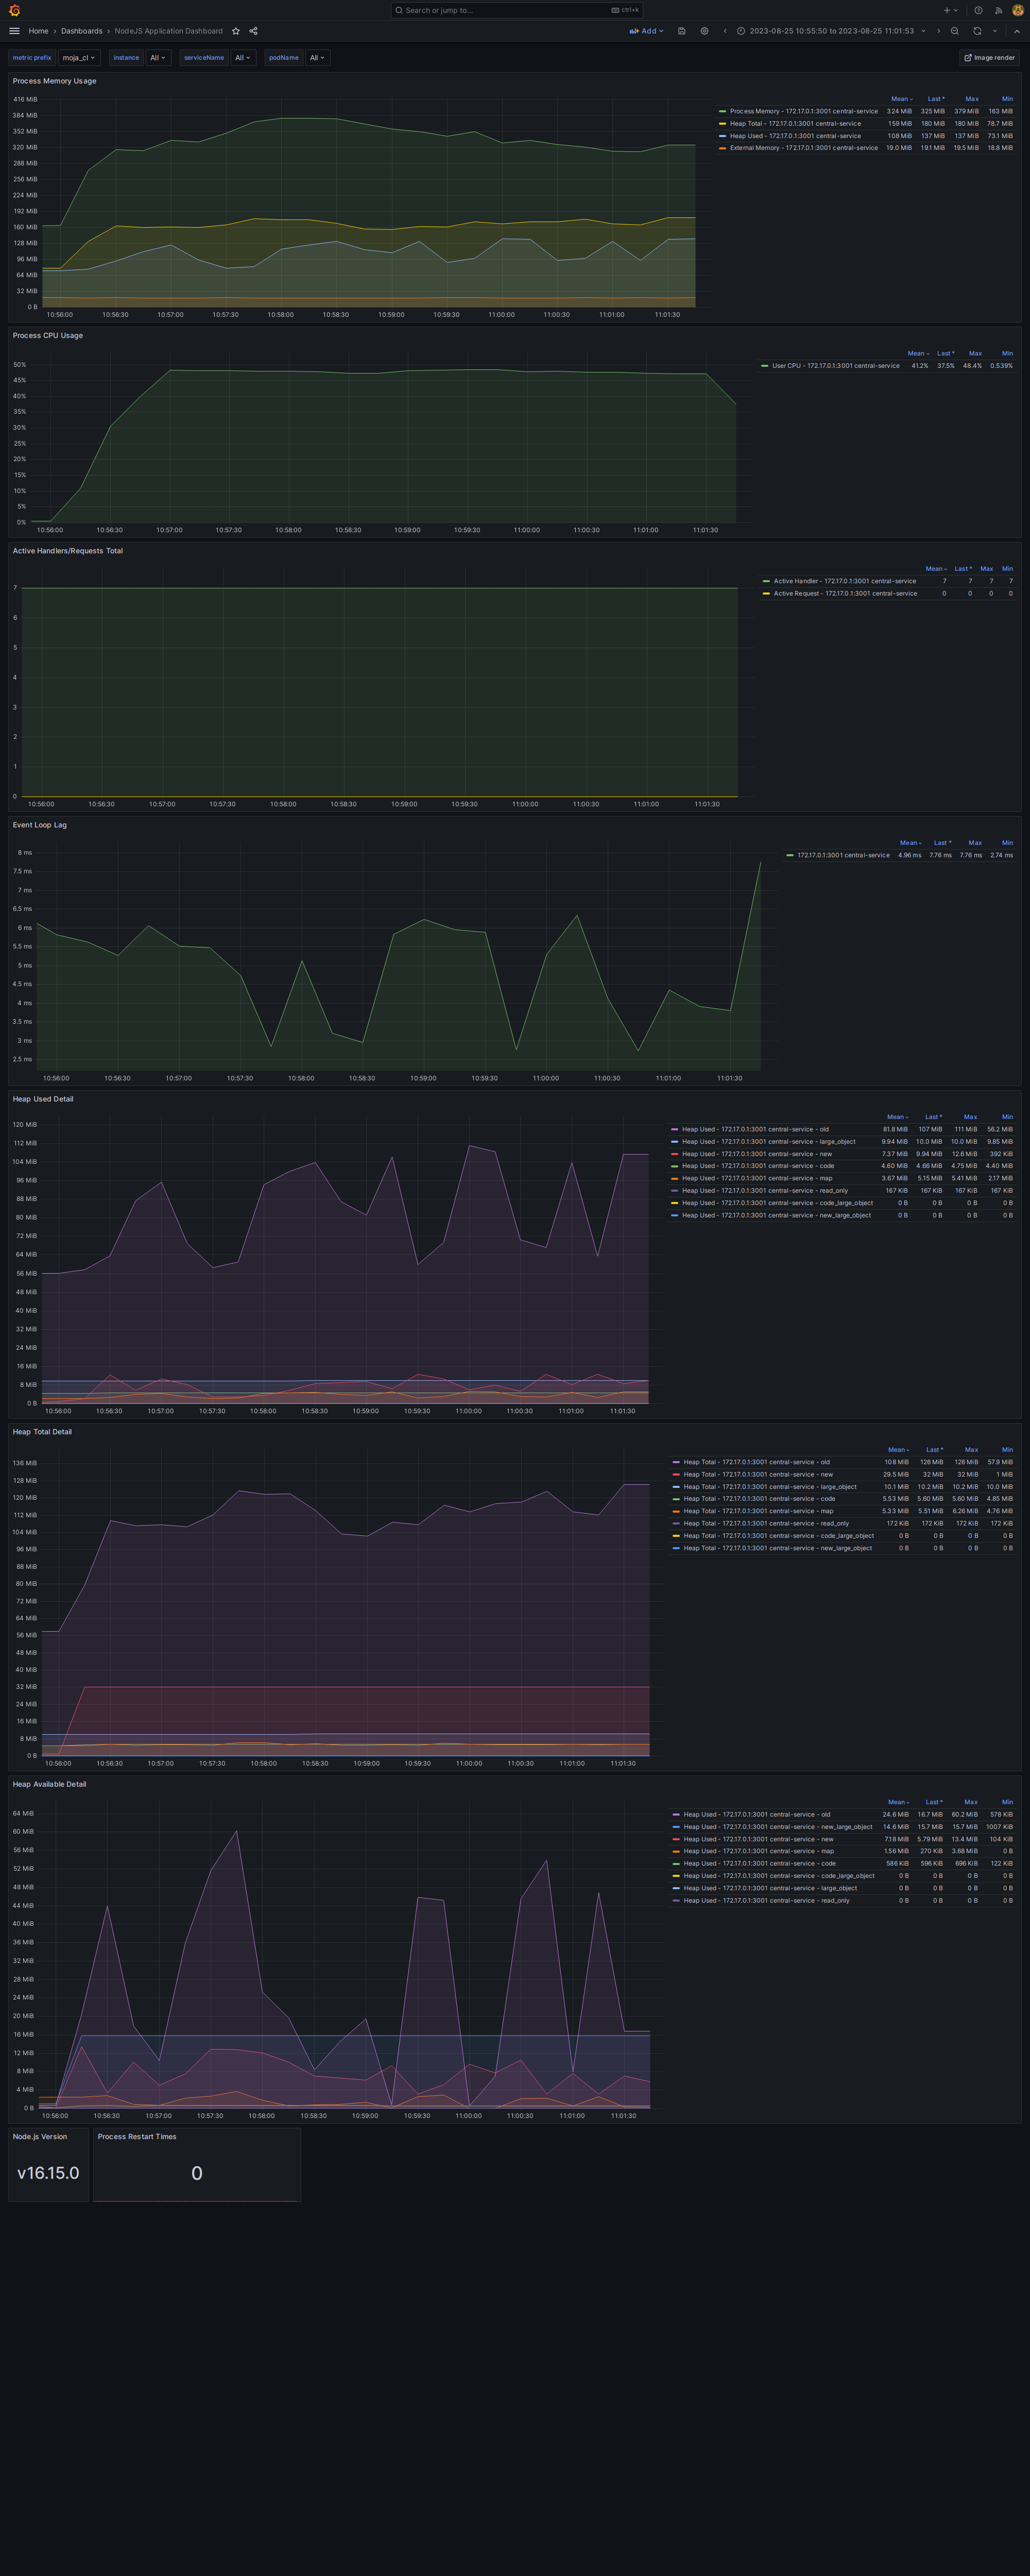 Search or jump to... ctrl+k
Home › Dashboards › NodeJS Application Dashboard Add 2023-08-25 10:55:50 to 2023-08-25 11:01:53
metric prefix moja_cl instance All serviceName All podName All Image render
Process Memory Usage
416 MiB
384 MiB
352 MiB
320 MiB
288 MiB
256 MiB
224 MiB
192 MiB
160 MiB
128 MiB
96 MiB
64 MiB
32 MiB
0 B
10:56:00 10:56:30 10:57:00 10:57:30 10:58:00 10:58:30 10:59:00 10:59:30 11:00:00 11:00:30 11:01:00 11:01:30
Mean Last * Max Min
Process Memory - 172.17.0.1:3001 central-service 324 MiB 325 MiB 379 MiB 163 MiB
Heap Total - 172.17.0.1:3001 central-service 159 MiB 180 MiB 180 MiB 78.7 MiB
Heap Used - 172.17.0.1:3001 central-service 108 MiB 137 MiB 137 MiB 73.1 MiB
External Memory - 172.17.0.1:3001 central-service 19.0 MiB 19.1 MiB 19.5 MiB 18.8 MiB
Process CPU Usage
50%
45%
40%
35%
30%
25%
20%
15%
10%
5%
0%
10:56:00 10:56:30 10:57:00 10:57:30 10:58:00 10:58:30 10:59:00 10:59:30 11:00:00 11:00:30 11:01:00 11:01:30
Mean Last * Max Min
User CPU - 172.17.0.1:3001 central-service 41.2% 37.5% 48.4% 0.539%
Active Handlers/Requests Total
7
6
5
4
3
2
1
0
10:56:00 10:56:30 10:57:00 10:57:30 10:58:00 10:58:30 10:59:00 10:59:30 11:00:00 11:00:30 11:01:00 11:01:30
Mean Last * Max Min
Active Handler - 172.17.0.1:3001 central-service 7 7 7 7
Active Request - 172.17.0.1:3001 central-service 0 0 0 0
Event Loop Lag
8 ms
7.5 ms
7 ms
6.5 ms
6 ms
5.5 ms
5 ms
4.5 ms
4 ms
3.5 ms
3 ms
2.5 ms
10:56:00 10:56:30 10:57:00 10:57:30 10:58:00 10:58:30 10:59:00 10:59:30 11:00:00 11:00:30 11:01:00 11:01:30
Mean Last * Max Min
172.17.0.1:3001 central-service 4.96 ms 7.76 ms 7.76 ms 2.74 ms
Heap Used Detail
120 MiB
112 MiB
104 MiB
96 MiB
88 MiB
80 MiB
72 MiB
64 MiB
56 MiB
48 MiB
40 MiB
32 MiB
24 MiB
16 MiB
8 MiB
0 B
10:56:00 10:56:30 10:57:00 10:57:30 10:58:00 10:58:30 10:59:00 10:59:30 11:00:00 11:00:30 11:01:00 11:01:30
Mean Last * Max Min
Heap Used - 172.17.0.1:3001 central-service - old 81.8 MiB 107 MiB 111 MiB 56.2 MiB
Heap Used - 172.17.0.1:3001 central-service - large_object 9.94 MiB 10.0 MiB 10.0 MiB 9.85 MiB
Heap Used - 172.17.0.1:3001 central-service - new 7.37 MiB 9.94 MiB 12.6 MiB 392 KiB
Heap Used - 172.17.0.1:3001 central-service - code 4.60 MiB 4.66 MiB 4.75 MiB 4.40 MiB
Heap Used - 172.17.0.1:3001 central-service - map 3.67 MiB 5.15 MiB 5.41 MiB 2.17 MiB
Heap Used - 172.17.0.1:3001 central-service - read_only 167 KiB 167 KiB 167 KiB 167 KiB
Heap Used - 172.17.0.1:3001 central-service - code_large_object 0 B 0 B 0 B 0 B
Heap Used - 172.17.0.1:3001 central-service - new_large_object 0 B 0 B 0 B 0 B
Heap Total Detail
136 MiB
128 MiB
120 MiB
112 MiB
104 MiB
96 MiB
88 MiB
80 MiB
72 MiB
64 MiB
56 MiB
48 MiB
40 MiB
32 MiB
24 MiB
16 MiB
8 MiB
0 B
10:56:00 10:56:30 10:57:00 10:57:30 10:58:00 10:58:30 10:59:00 10:59:30 11:00:00 11:00:30 11:01:00 11:01:30
Mean Last * Max Min
Heap Total - 172.17.0.1:3001 central-service - old 108 MiB 126 MiB 126 MiB 57.9 MiB
Heap Total - 172.17.0.1:3001 central-service - new 29.5 MiB 32 MiB 32 MiB 1 MiB
Heap Total - 172.17.0.1:3001 central-service - large_object 10.1 MiB 10.2 MiB 10.2 MiB 10.0 MiB
Heap Total - 172.17.0.1:3001 central-service - code 5.53 MiB 5.60 MiB 5.60 MiB 4.85 MiB
Heap Total - 172.17.0.1:3001 central-service - map 5.33 MiB 5.51 MiB 6.26 MiB 4.76 MiB
Heap Total - 172.17.0.1:3001 central-service - read_only 172 KiB 172 KiB 172 KiB 172 KiB
Heap Total - 172.17.0.1:3001 central-service - code_large_object 0 B 0 B 0 B 0 B
Heap Total - 172.17.0.1:3001 central-service - new_large_object 0 B 0 B 0 B 0 B
Heap Available Detail
64 MiB
60 MiB
56 MiB
52 MiB
48 MiB
44 MiB
40 MiB
36 MiB
32 MiB
28 MiB
24 MiB
20 MiB
16 MiB
12 MiB
8 MiB
4 MiB
0 B
10:56:00 10:56:30 10:57:00 10:57:30 10:58:00 10:58:30 10:59:00 10:59:30 11:00:00 11:00:30 11:01:00 11:01:30
Mean Last * Max Min
Heap Used - 172.17.0.1:3001 central-service - old 24.6 MiB 16.7 MiB 60.2 MiB 578 KiB
Heap Used - 172.17.0.1:3001 central-service - new_large_object 14.6 MiB 15.7 MiB 15.7 MiB 1007 KiB
Heap Used - 172.17.0.1:3001 central-service - new 7.18 MiB 5.79 MiB 13.4 MiB 104 KiB
Heap Used - 172.17.0.1:3001 central-service - map 1.56 MiB 270 KiB 3.68 MiB 0 B
Heap Used - 172.17.0.1:3001 central-service - code 586 KiB 596 KiB 696 KiB 122 KiB
Heap Used - 172.17.0.1:3001 central-service - code_large_object 0 B 0 B 0 B 0 B
Heap Used - 172.17.0.1:3001 central-service - large_object 0 B 0 B 0 B 0 B
Heap Used - 172.17.0.1:3001 central-service - read_only 0 B 0 B 0 B 0 B
Node.js Version Process Restart Times
v16.15.0 0